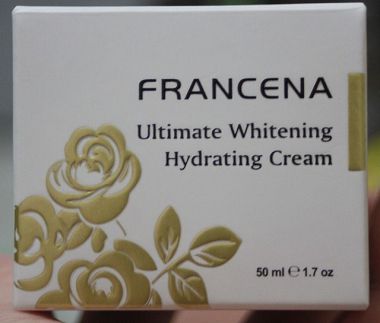 FRANCENA
Ultimate Whitening
Hydrating Cream
50 ml ℮ 1.7 oz